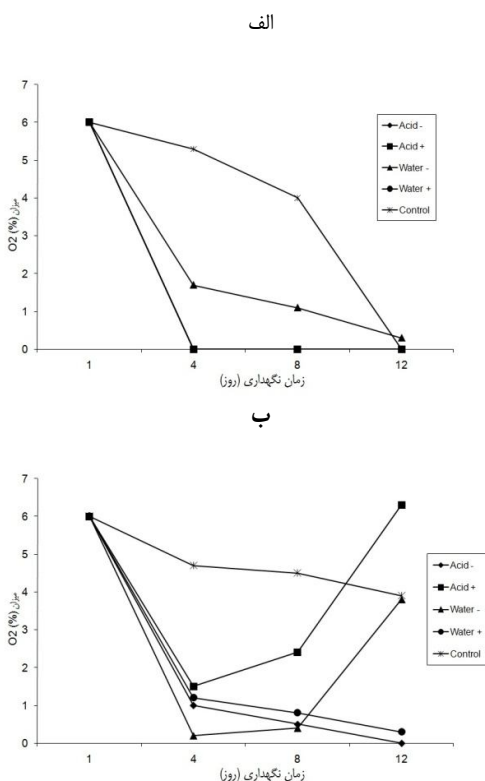 الف
7
6
5
4
3
2
1
0
میزان O2 (%)
1 4 8 12
زمان نگهداری (روز)
Acid -
Acid +
Water -
Water +
Control
ب
7
6
5
4
3
2
1
0
میزان O2 (%)
1 4 8 12
زمان نگهداری (روز)
Acid -
Acid +
Water -
Water +
Control